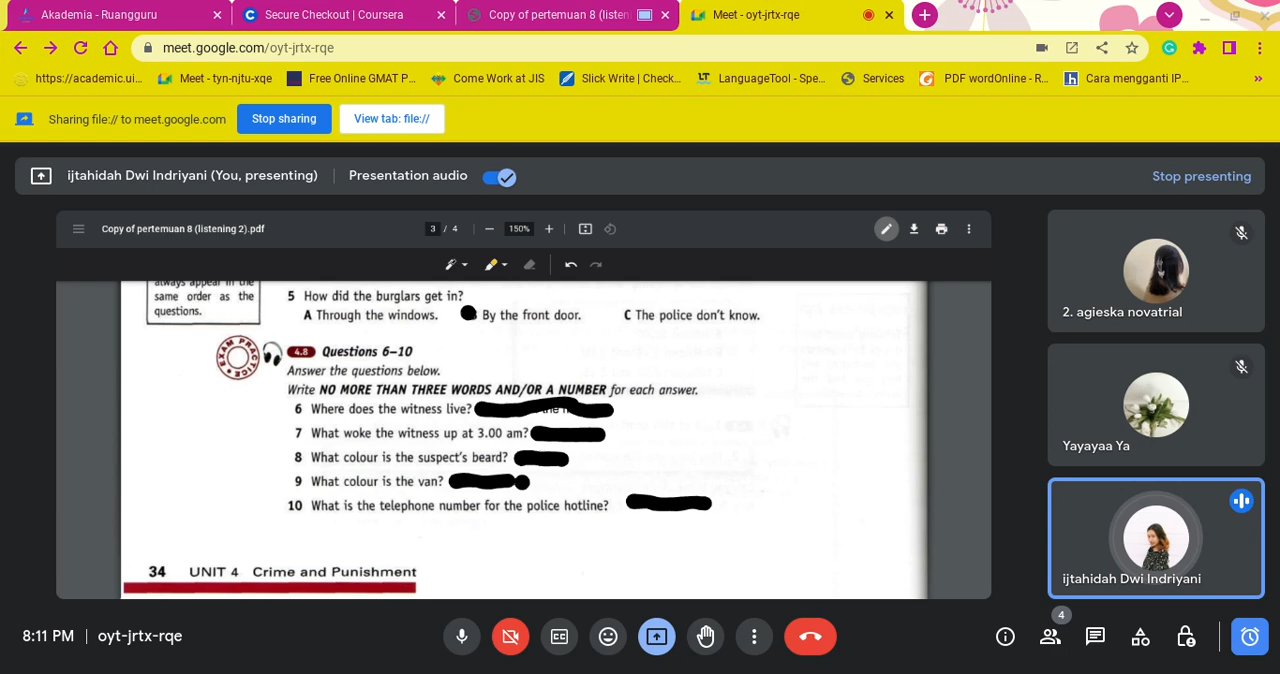 Akademia - Ruangguru
Secure Checkout | Coursera
Copy of pertemuan 8 (listen
Meet - oyt-jrtx-rqe
meet.google.com/oyt-jrtx-rqe
https://academic.ui...
Meet - tyn-njtu-xqe
Free Online GMAT P...
Come Work at JIS
Slick Write | Check...
LanguageTool - Spe...
Services
PDF wordOnline - R...
Cara mengganti IP...
Sharing file:// to meet.google.com
Stop sharing
View tab: file://
ijtahidah Dwi Indriyani (You, presenting)
Presentation audio
Stop presenting
Copy of pertemuan 8 (listening 2).pdf
3 / 4
150%
always appear in the
same order as the
questions.
5 How did the burglars get in?
A Through the windows.
By the front door.
C The police don't know.
EXAM PRACTICE
4.8 Questions 6–10
Answer the questions below.
Write NO MORE THAN THREE WORDS AND/OR A NUMBER for each answer.
6 Where does the witness live?
7 What woke the witness up at 3.00 am?
8 What colour is the suspect's beard?
9 What colour is the van?
10 What is the telephone number for the police hotline?
34 UNIT 4 Crime and Punishment
2. agieska novatrial
Yayayaa Ya
ijtahidah Dwi Indriyani
8:11 PM | oyt-jrtx-rqe
4